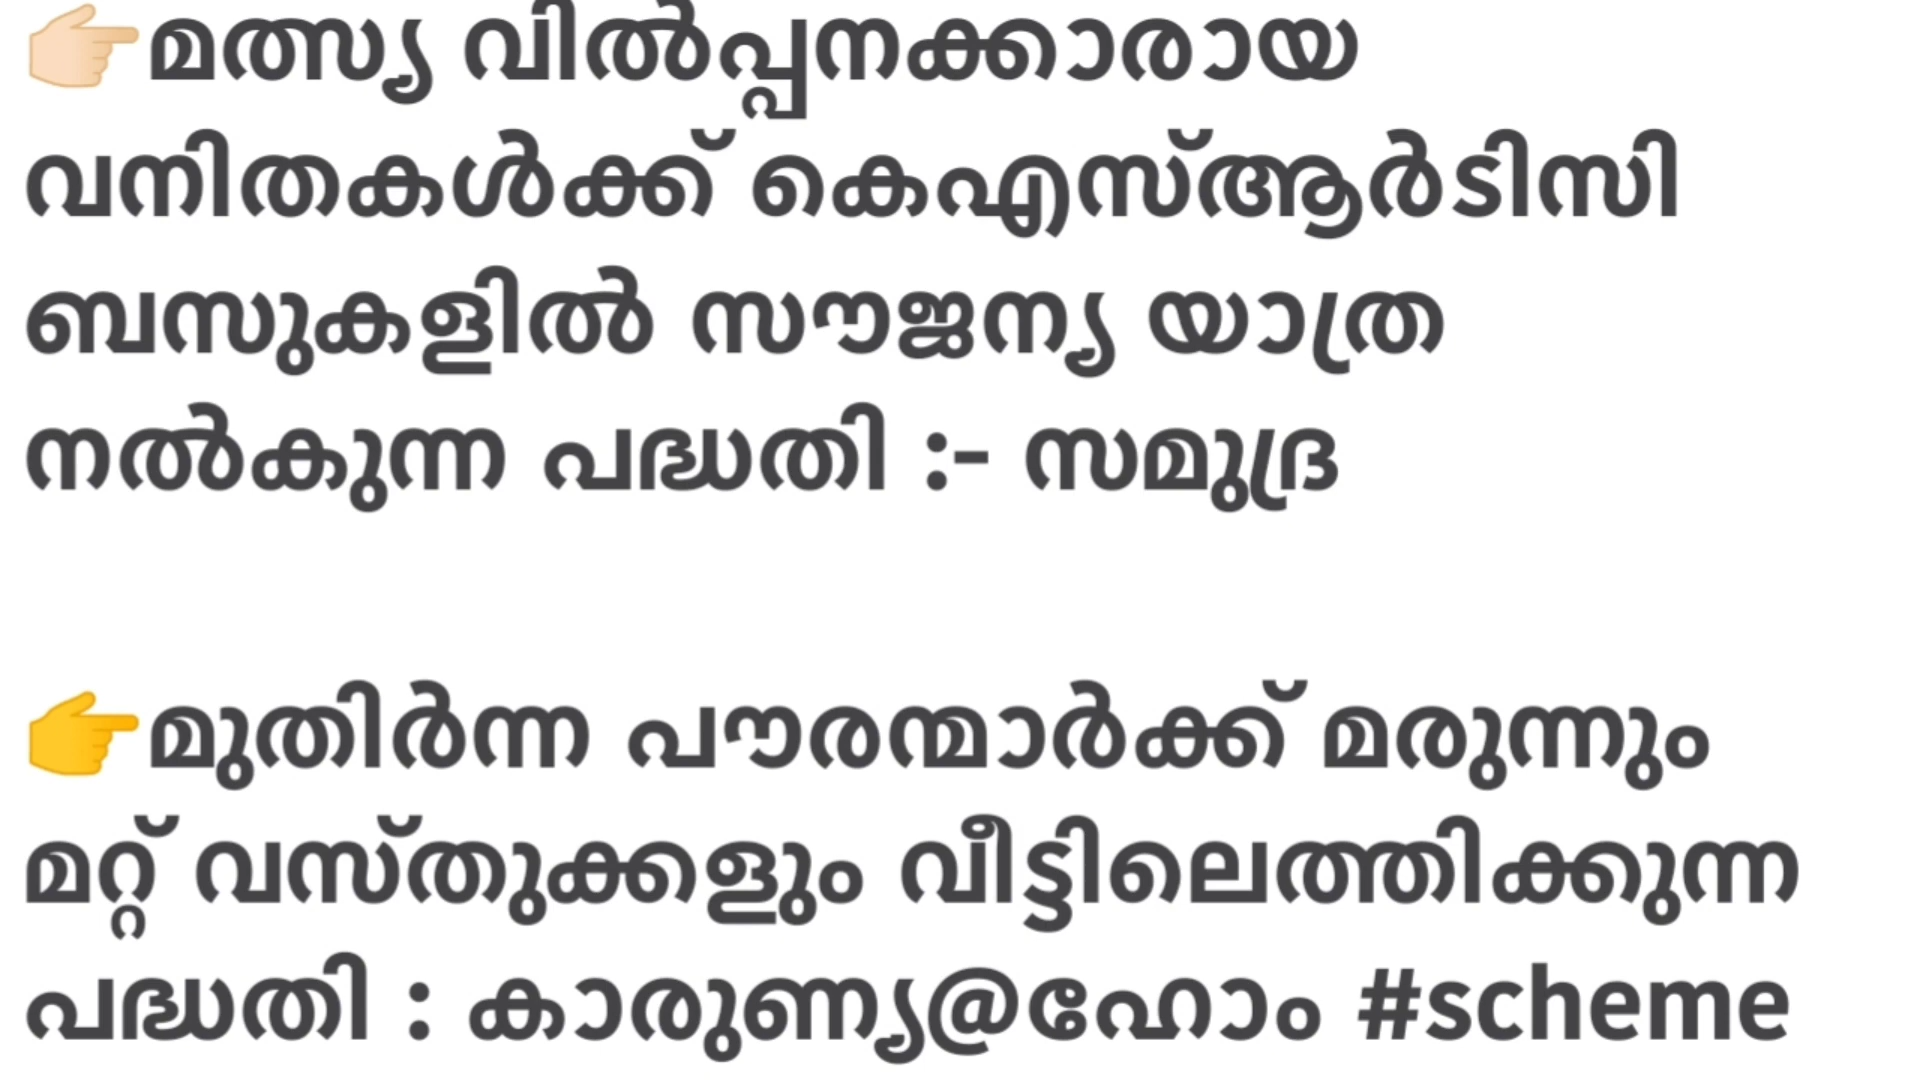 👉🏻മത്സ്യ വിൽപ്പനക്കാരായ
വനിതകൾക്ക് കെഎസ്ആർടിസി
ബസുകളിൽ സൗജന്യ യാത്ര
നൽകുന്ന പദ്ധതി :- സമുദ്ര
👉മുതിർന്ന പൗരന്മാർക്ക് മരുന്നും
മറ്റ് വസ്തുക്കളും വീട്ടിലെത്തിക്കുന്ന
പദ്ധതി : കാരുണ്യ@ഹോം #scheme